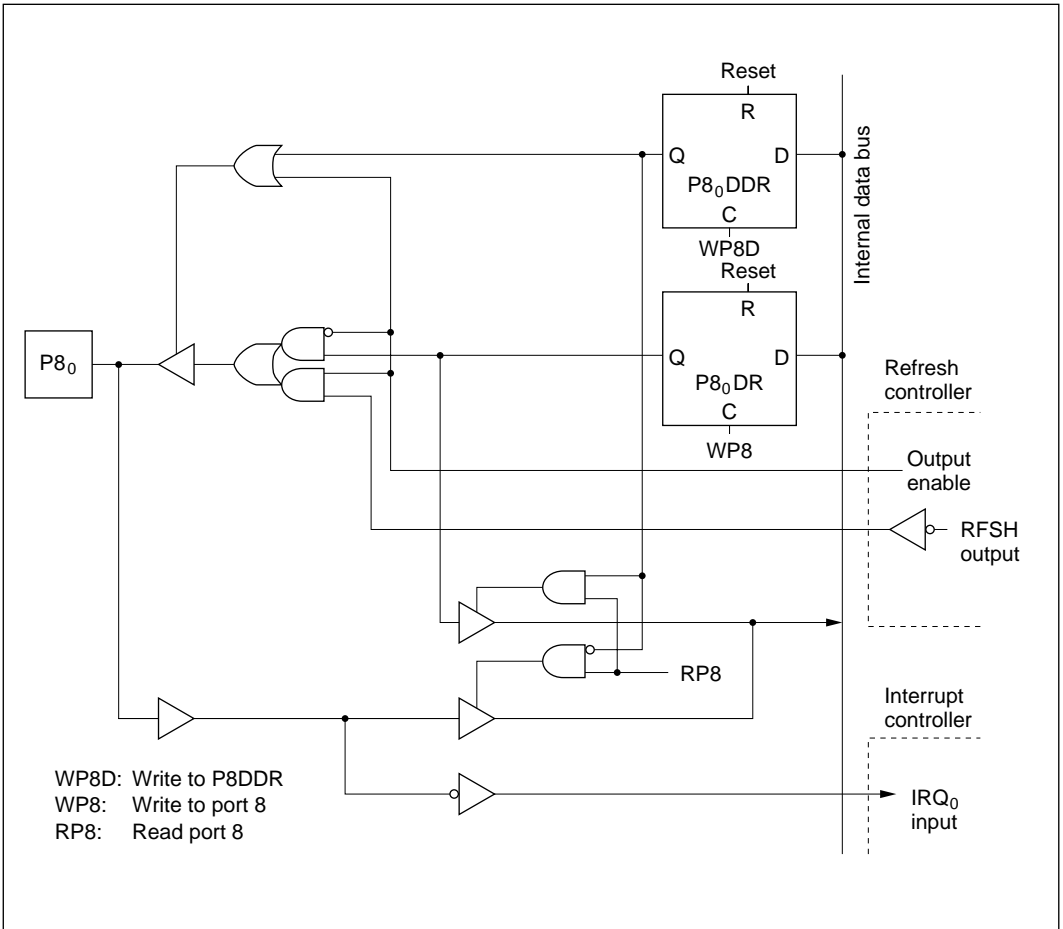 Reset
R
Q D
P8₀DDR
C
WP8D
Internal data bus
Reset
R
Q D
P8₀DR
C
WP8
P8₀
Refresh
controller
Output
enable
RFSH
output
RP8
Interrupt
controller
IRQ₀
input
WP8D: Write to P8DDR
WP8: Write to port 8
RP8: Read port 8